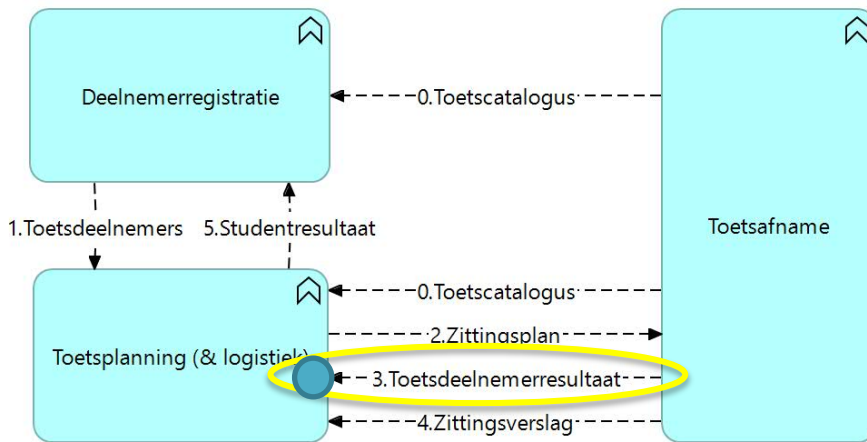 Deelnemerregistratie
0.Toetscatalogus
Toetsafname
1.Toetsdeelnemers
5.Studentresultaat
0.Toetscatalogus
2.Zittingsplan
Toetsplanning (& logistiek)
3.Toetsdeelnemerresultaat
4.Zittingsverslag